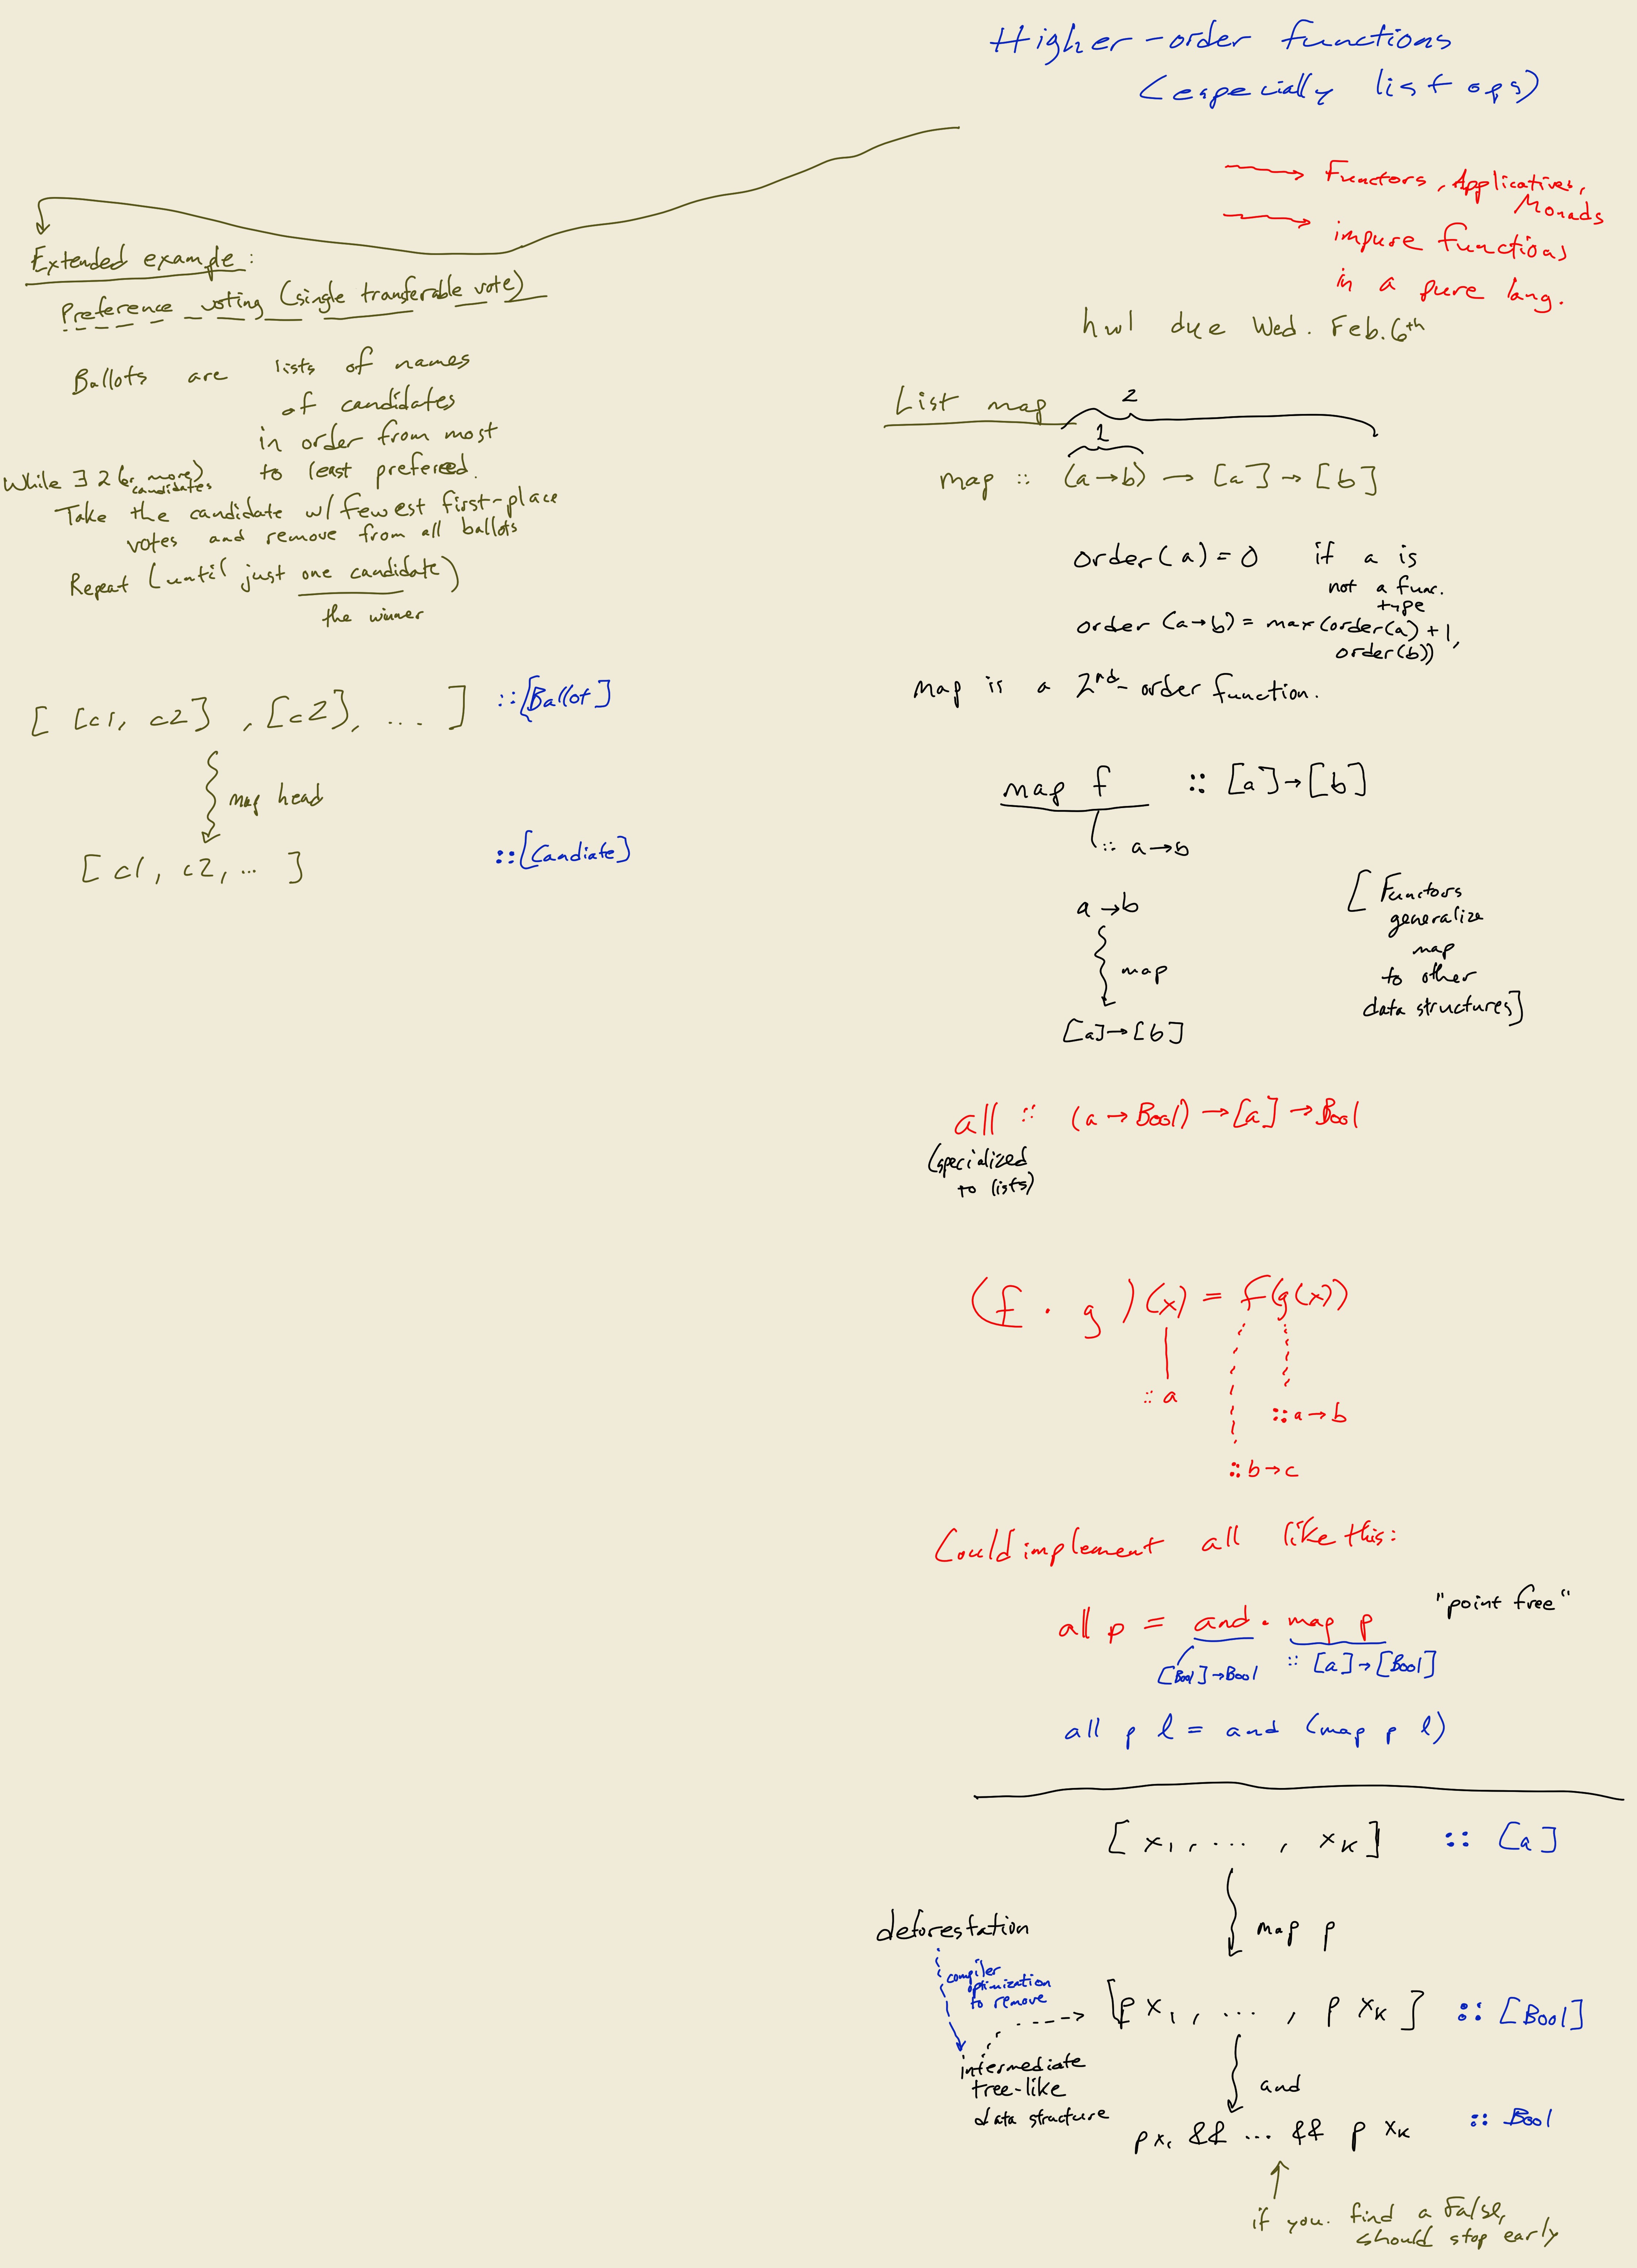 Higher-order functions
(especially list ops)
→ Functors, Applicatives,
Monads
→ impure functions
in a pure lang.
hw1 due Wed. Feb. 6th
List map
2
1
map :: (a→b) → [a] → [b]
order(a) = 0 if a is
not a func.
type
order (a→b) = max(order(a)+1,
order(b))
map is a 2nd-order function.
map f :: [a]→[b]
:: a→b
a→b
map
[a]→[b]
[Functors
generalize
map
to other
data structures]
all :: (a→Bool) → [a] → Bool
(specialized
to lists)
(f . g)(x) = f(g(x))
:: a
:: a→b
:: b→c
Could implement all like this:
"point free"
all p = and . map p
[Bool]→Bool :: [a]→[Bool]
all p l = and (map p l)
[x1, ... , xk] :: [a]
map p
deforestation
compiler
optimization
to remove
[p x1, ... , p xk] :: [Bool]
intermediate
tree-like
data structure
and
p x1 && ... && p xk :: Bool
if you find a False,
should stop early
Extended example:
Preference voting (single transferable vote)
Ballots are lists of names
of candidates
in order from most
to least prefered.
While ∃ 2 (or more)
candidates
Take the candidate w/ fewest first-place
votes and remove from all ballots
Repeat (until just one candidate)
the winner
[ [c1, c2], [c2], ... ] :: [Ballot]
map head
[ c1, c2, ... ] :: [Candiate]